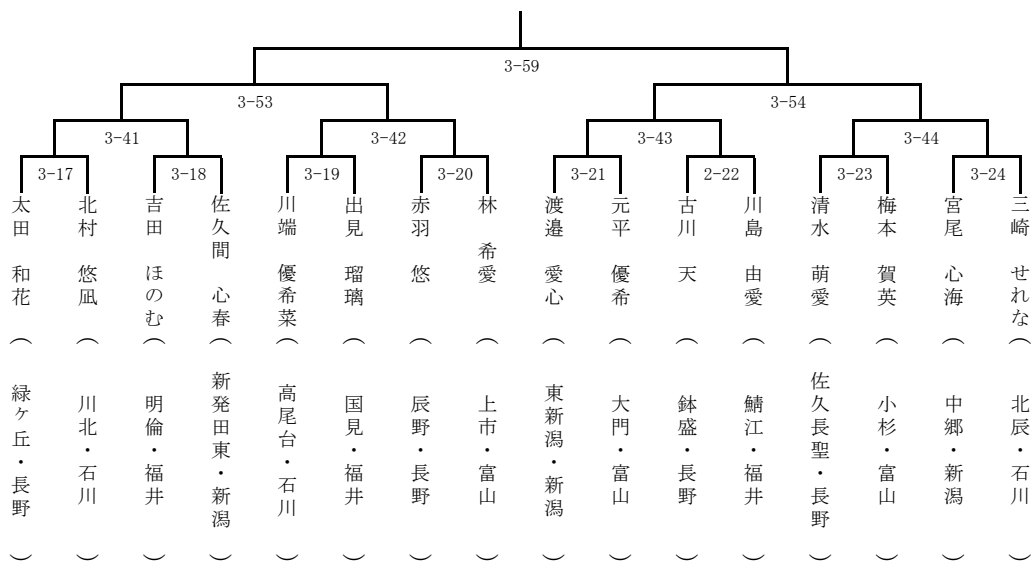 3-59
3-53
3-54
3-41
3-42
3-43
3-44
3-17
3-18
3-19
3-20
3-21
2-22
3-23
3-24
太田 和花(緑ヶ丘・長野)
北村 悠凪(川北・石川)
吉田 ほのむ(明倫・福井)
佐久間 心春(新発田東・新潟)
川端 優希菜(高尾台・石川)
出見 瑠璃(国見・福井)
赤羽 悠(辰野・長野)
林 希愛(上市・富山)
渡邉 愛心(東新潟・新潟)
元平 優希(大門・富山)
古川 天(鉢盛・長野)
川島 由愛(鯖江・福井)
清水 萌愛(佐久長聖・長野)
梅本 賀英(小杉・富山)
宮尾 心海(中郷・新潟)
三崎 せれな(北辰・石川)